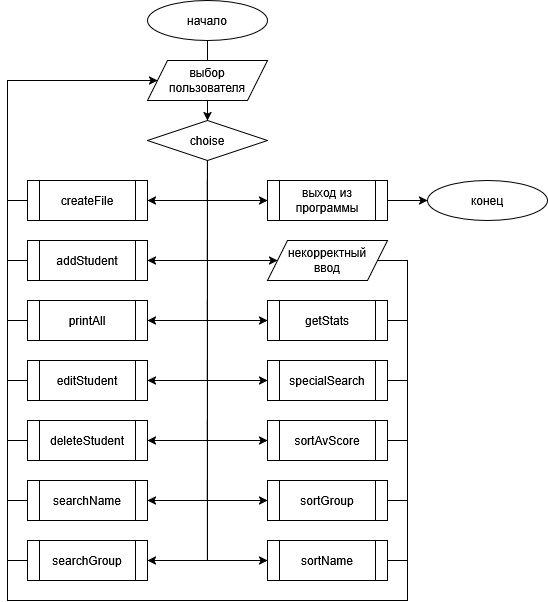 начало
выбор
пользователя
choise
createFile
выход из
программы
конец
addStudent
некорректный
ввод
printAll
getStats
editStudent
specialSearch
deleteStudent
sortAvScore
searchName
sortGroup
searchGroup
sortName